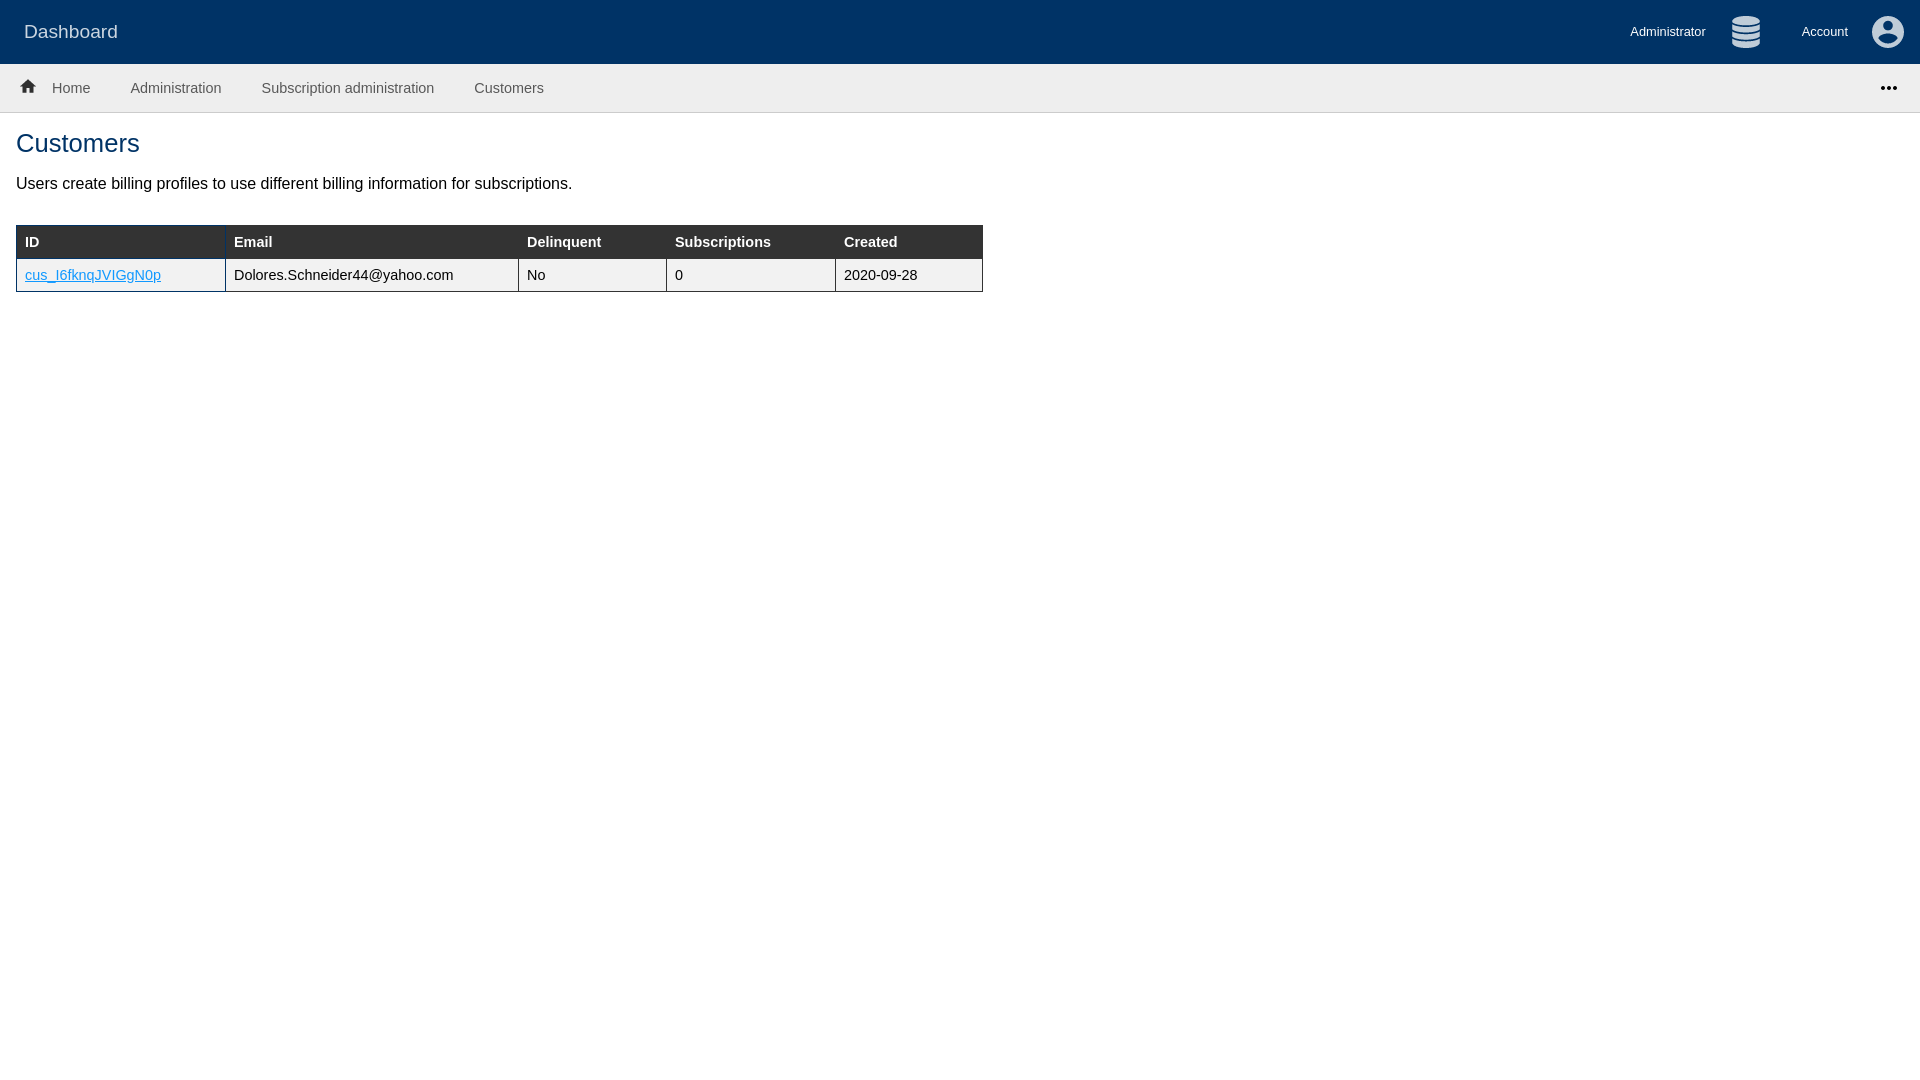 Dashboard
Administrator
Account
Home
Administration
Subscription administration
Customers
Customers
Users create billing profiles to use different billing information for subscriptions.
ID Email Delinquent Subscriptions Created
cus_I6fknqJVIGgN0p Dolores.Schneider44@yahoo.com No 0 2020-09-28